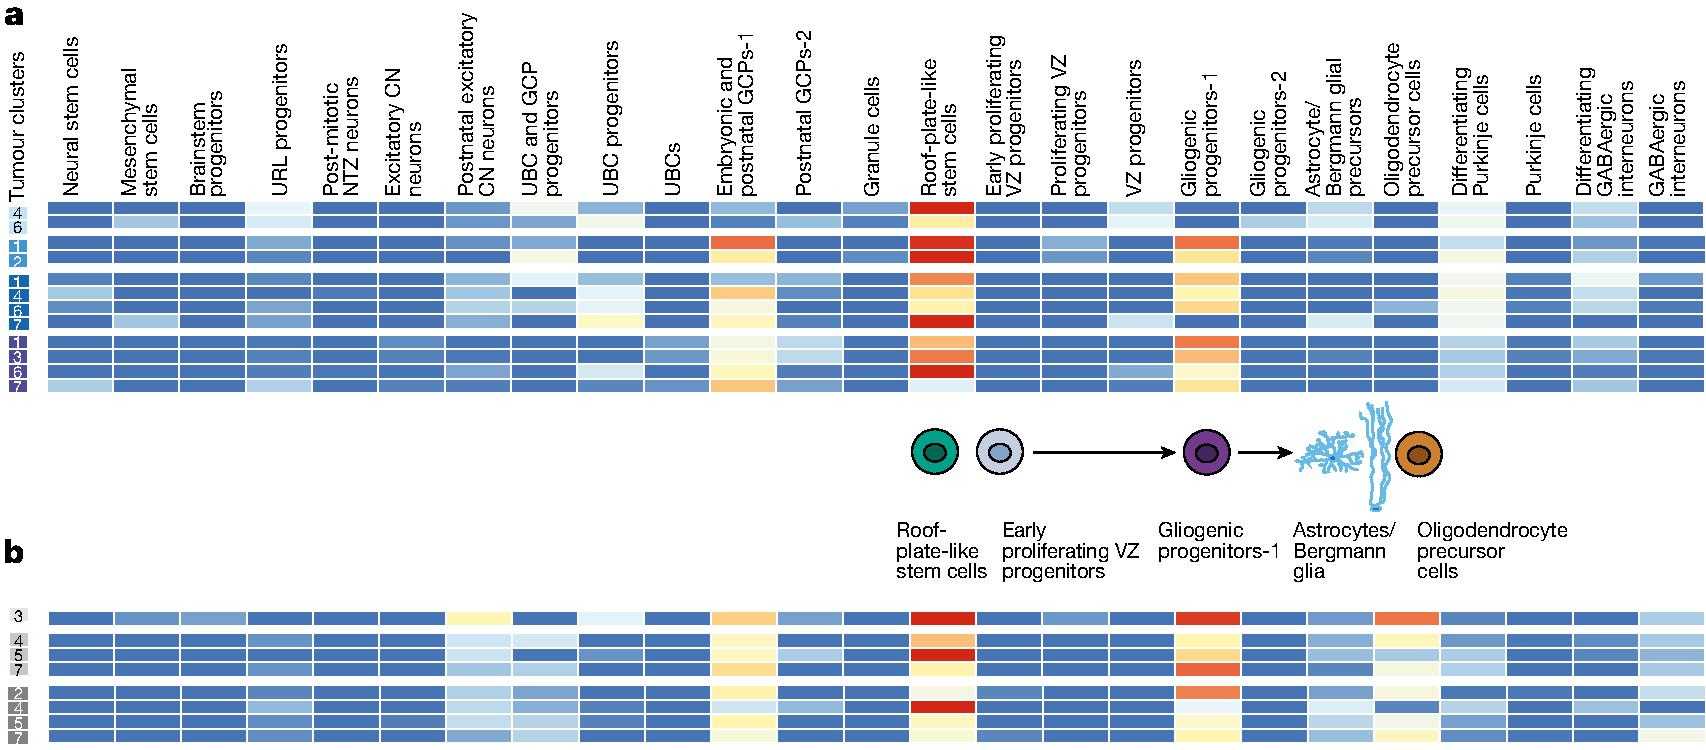 a
Tumour clusters
Neural stem cells
Mesenchymal
stem cells
Brainstem
progenitors
URL progenitors
Post-mitotic
NTZ neurons
Excitatory CN
neurons
Postnatal excitatory
CN neurons
UBC and GCP
progenitors
UBC progenitors
UBCs
Embryonic and
postnatal GCPs-1
Postnatal GCPs-2
Granule cells
Roof-plate-like
stem cells
Early proliferating
VZ progenitors
Proliferating VZ
progenitors
VZ progenitors
Gliogenic
progenitors-1
Gliogenic
progenitors-2
Astrocyte/
Bergmann glial
precursors
Oligodendrocyte
precursor cells
Differentiating
Purkinje cells
Purkinje cells
Differentiating
GABAergic
interneurons
GABAergic
interneurons
4
6
1
2
1
4
6
7
1
3
6
7
Roof-
plate-like
stem cells
Early
proliferating VZ
progenitors
Gliogenic
progenitors-1
Astrocytes/
Bergmann
glia
Oligodendrocyte
precursor
cells
b
3
4
5
7
2
4
5
7